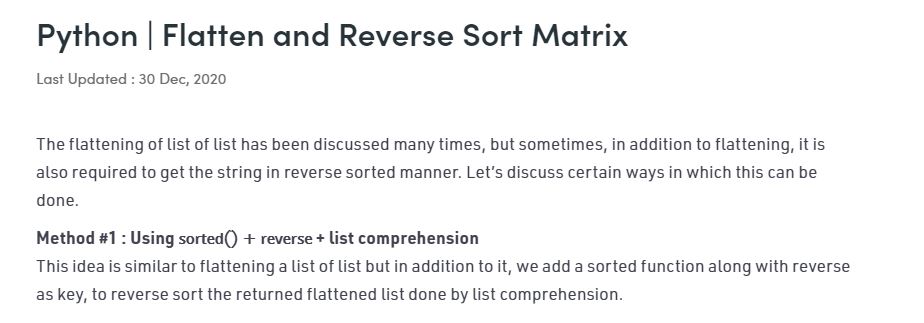 Python | Flatten and Reverse Sort Matrix
Last Updated : 30 Dec, 2020
The flattening of list of list has been discussed many times, but sometimes, in addition to flattening, it is
also required to get the string in reverse sorted manner. Let’s discuss certain ways in which this can be
done.
Method #1 : Using sorted() + reverse + list comprehension
This idea is similar to flattening a list of list but in addition to it, we add a sorted function along with reverse
as key, to reverse sort the returned flattened list done by list comprehension.